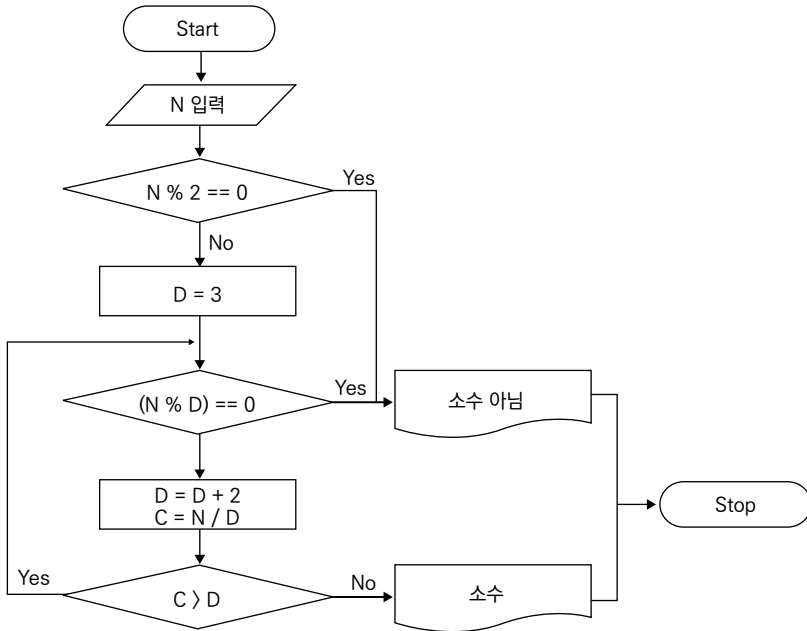 Start
N 입력
N % 2 == 0
Yes
No
D = 3
(N % D) == 0
Yes
소수 아님
D = D + 2
C = N / D
Stop
Yes
C 〉 D
No
소수